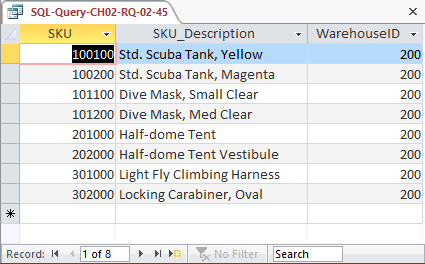 SQL-Query-CH02-RQ-02-45
SKU SKU_Description WarehouseID
100100 Std. Scuba Tank, Yellow 200
100200 Std. Scuba Tank, Magenta 200
101100 Dive Mask, Small Clear 200
101200 Dive Mask, Med Clear 200
201000 Half-dome Tent 200
202000 Half-dome Tent Vestibule 200
301000 Light Fly Climbing Harness 200
302000 Locking Carabiner, Oval 200
Record: 1 of 8 No Filter Search